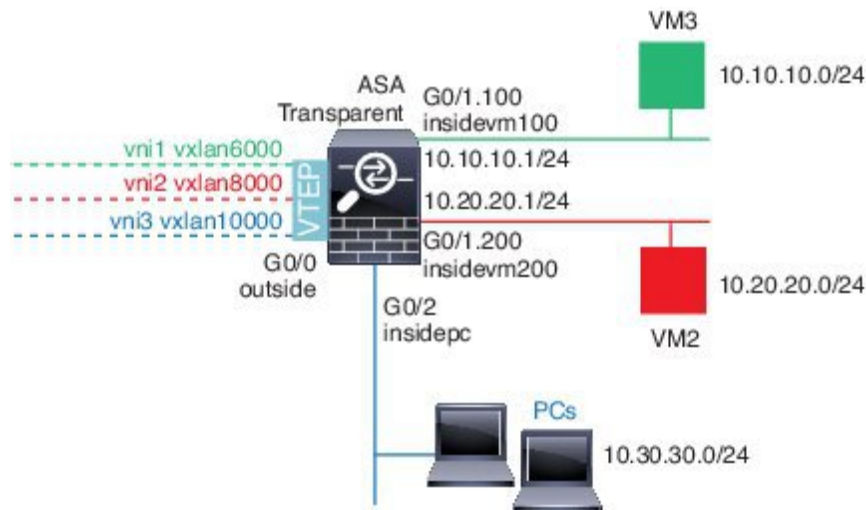 VM3
10.10.10.0/24
ASA
Transparent
G0/1.100
insidevm100
vni1 vxlan6000
vni2 vxlan8000
vni3 vxlan10000
VTEP
10.10.10.1/24
10.20.20.1/24
G0/0
outside
G0/1.200
insidevm200
10.20.20.0/24
VM2
G0/2
insidepc
PCs
10.30.30.0/24